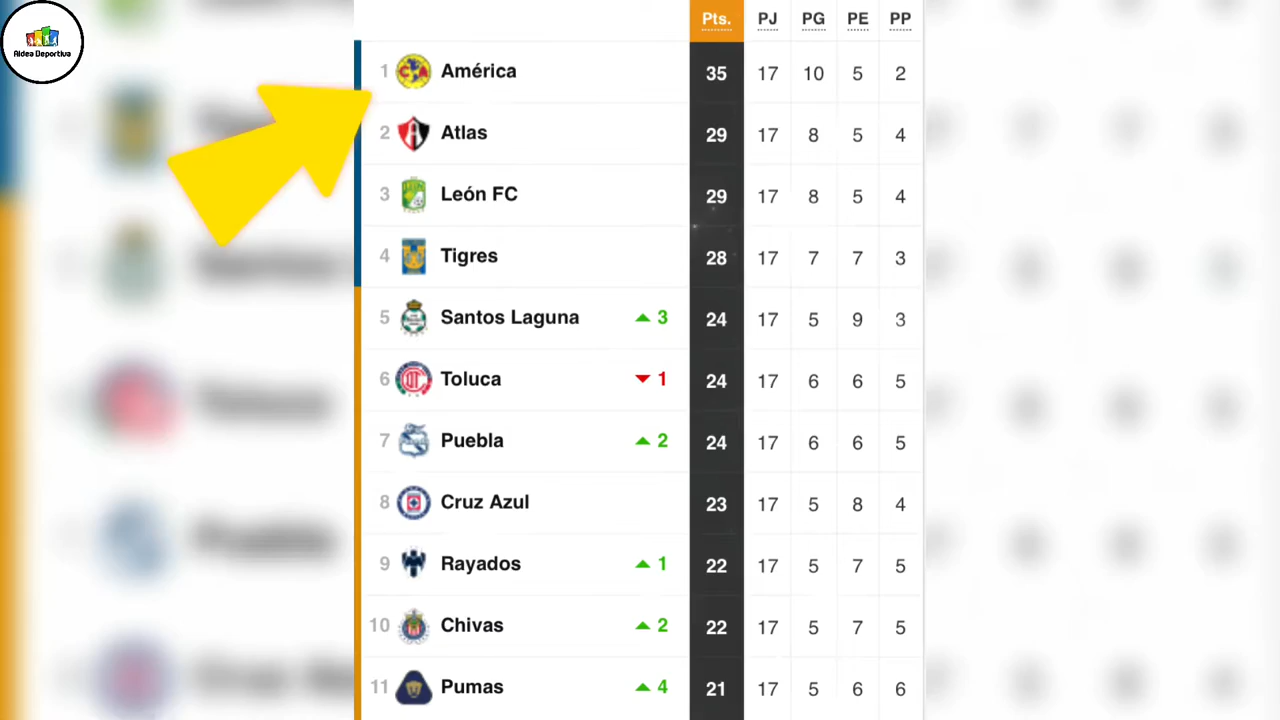 Aldea Deportiva
Pts. PJ PG PE PP
1 América 35 17 10 5 2
2 Atlas 29 17 8 5 4
3 León FC 29 17 8 5 4
4 Tigres 28 17 7 7 3
5 Santos Laguna 3 24 17 5 9 3
6 Toluca 1 24 17 6 6 5
7 Puebla 2 24 17 6 6 5
8 Cruz Azul 23 17 5 8 4
9 Rayados 1 22 17 5 7 5
10 Chivas 2 22 17 5 7 5
11 Pumas 4 21 17 5 6 6